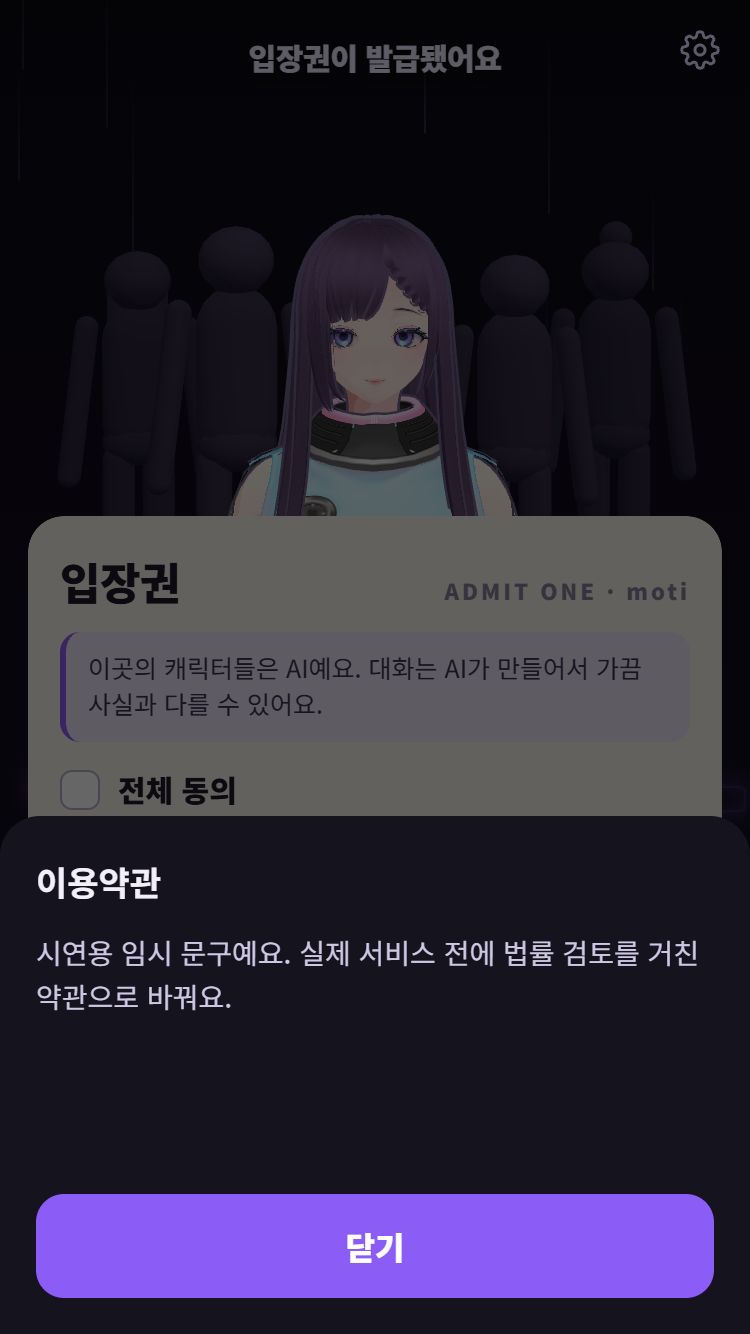 입장권이 발급됐어요
입장권
ADMIT ONE · moti
이곳의 캐릭터들은 AI예요. 대화는 AI가 만들어서 가끔
사실과 다를 수 있어요.
전체 동의
이용약관
시연용 임시 문구예요. 실제 서비스 전에 법률 검토를 거친
약관으로 바꿔요.
닫기